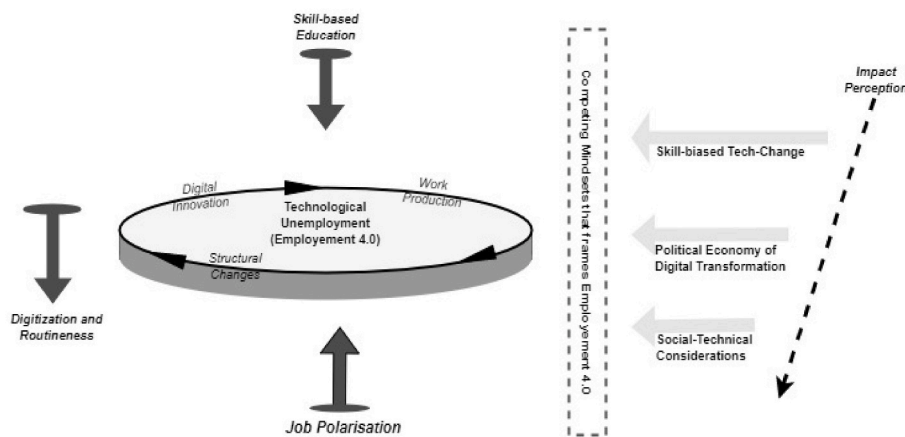 Skill-based
Education
Impact
Perception
Competing Mindsets that frames Employement 4.0
Skill-biased Tech-Change
Digital
Innovation
Work
Production
Technological
Unemployment
(Employement 4.0)
Structural
Changes
Political Economy of
Digital Transformation
Digitization and
Routineness
Social-Technical
Considerations
Job Polarisation